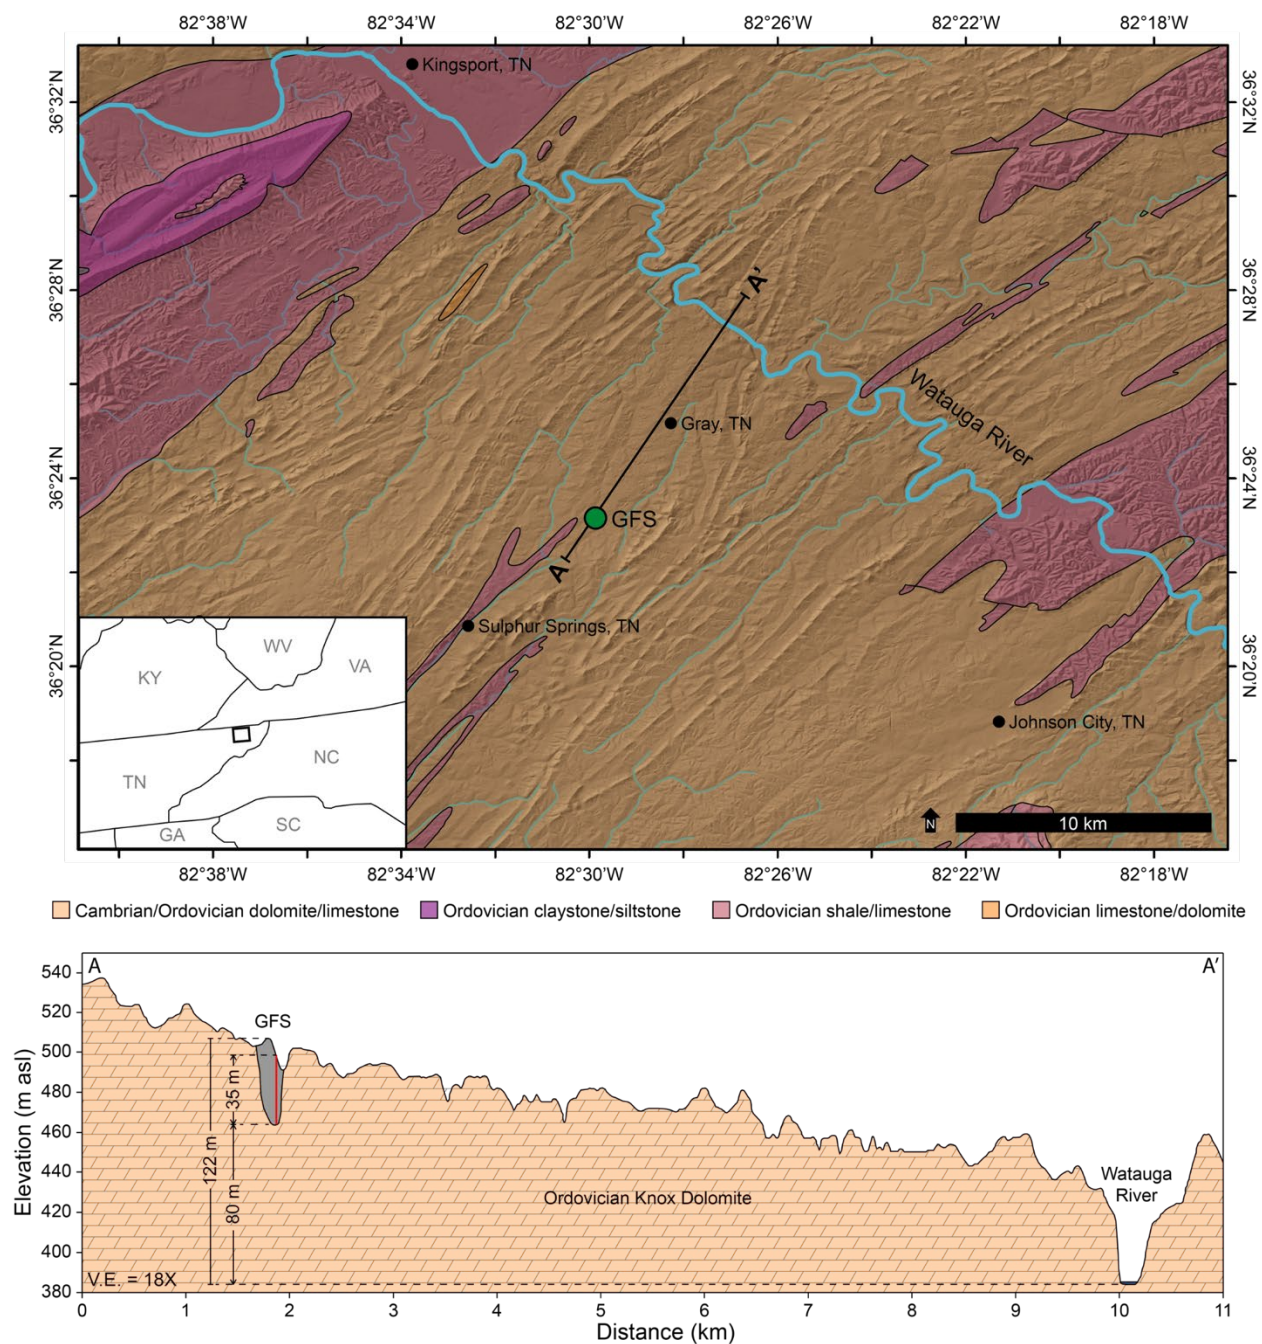 82°38'W 82°34'W 82°30'W 82°26'W 82°22'W 82°18'W
36°32'N
36°28'N
36°24'N
36°20'N
36°32'N
36°28'N
36°24'N
36°20'N
Kingsport, TN
A'
Gray, TN
Watauga River
GFS
A
Sulphur Springs, TN
Johnson City, TN
WV
KY
VA
NC
TN
SC
GA
N
10 km
82°38'W 82°34'W 82°30'W 82°26'W 82°22'W 82°18'W
Cambrian/Ordovician dolomite/limestone Ordovician claystone/siltstone Ordovician shale/limestone Ordovician limestone/dolomite
A A'
Elevation (m asl)
540
520
500
480
460
440
420
400
380
GFS
35 m
122 m
80 m
Ordovician Knox Dolomite
Watauga
River
V.E. = 18X
0 1 2 3 4 5 6 7 8 9 10 11
Distance (km)